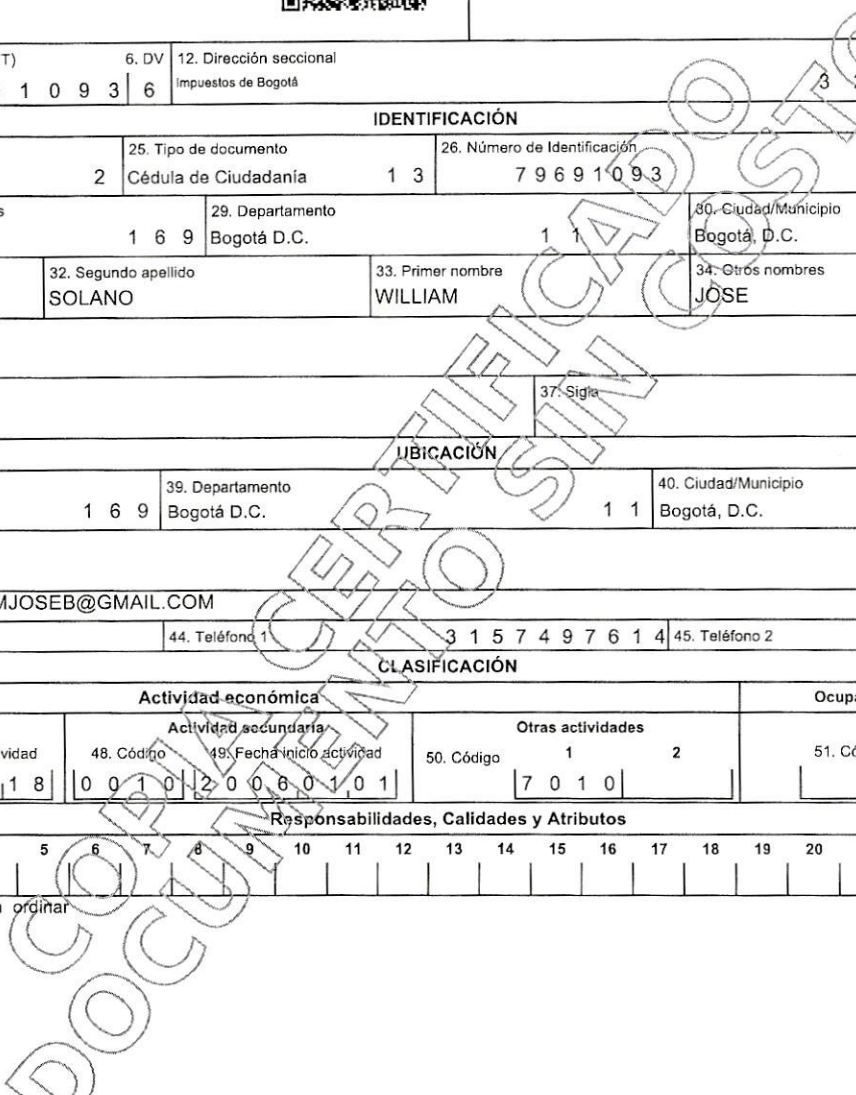 T) 6. DV 12. Dirección seccional
1 0 9 3 6 Impuestos de Bogotá 3
IDENTIFICACIÓN
25. Tipo de documento 26. Número de Identificación
2 Cédula de Ciudadanía 1 3 7 9 6 9 1 0 9 3
s 29. Departamento 30. Ciudad/Municipio
1 6 9 Bogotá D.C. 1 1 Bogotá, D.C.
32. Segundo apellido 33. Primer nombre 34. Otros nombres
SOLANO WILLIAM JOSE
37. Sigla
UBICACIÓN
39. Departamento 40. Ciudad/Municipio
1 6 9 Bogotá D.C. 1 1 Bogotá, D.C.
MJOSEB@GMAIL.COM
44. Teléfono 1 3 1 5 7 4 9 7 6 1 4 45. Teléfono 2
CLASIFICACIÓN
Actividad económica Ocupa
Actividad secundaria Otras actividades
vidad 48. Código 49. Fecha inicio actividad 50. Código 1 2 51. Có
1 8 0 0 1 0 2 0 0 6 0 1 0 1 7 0 1 0
Responsabilidades, Calidades y Atributos
5 6 7 8 9 10 11 12 13 14 15 16 17 18 19 20
ordinar
COPIA CERTIFICADO
DOCUMENTO SIN COSTO